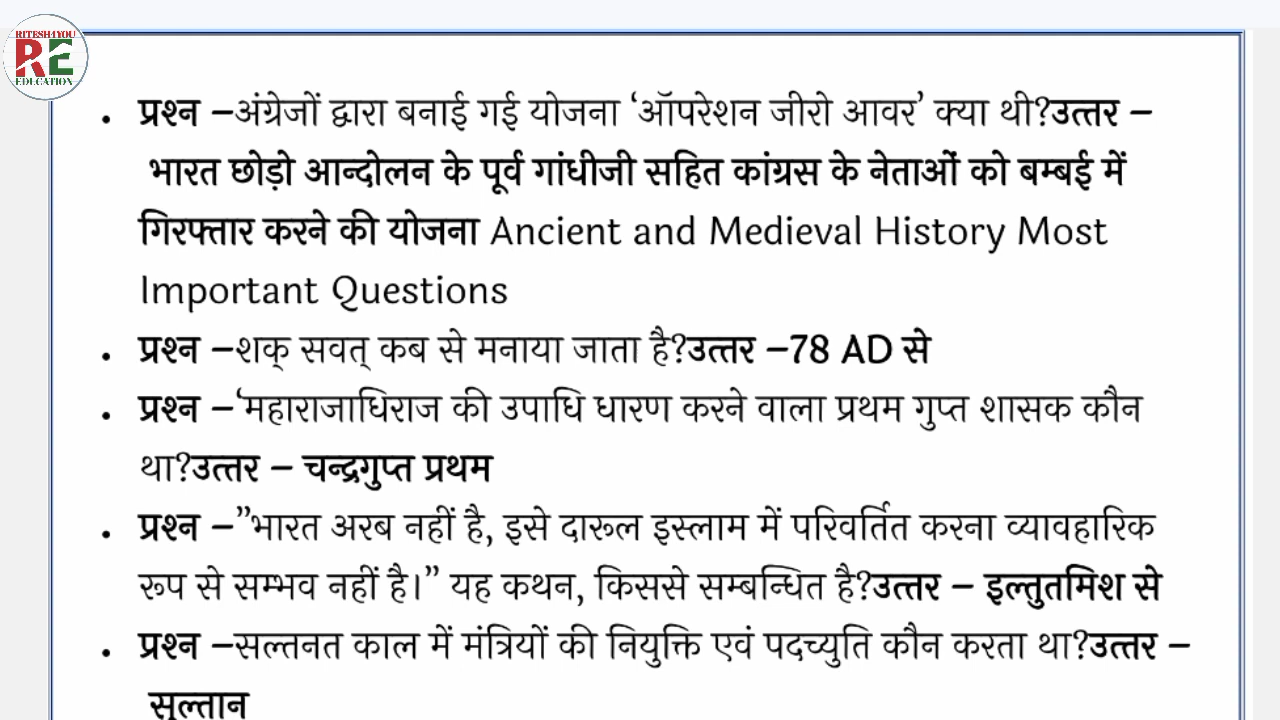 RITESH4YOU
RE
EDUCATION
• प्रश्न –अंग्रेजों द्वारा बनाई गई योजना ‘ऑपरेशन जीरो आवर’ क्या थी?उत्तर –
भारत छोड़ो आन्दोलन के पूर्व गांधीजी सहित कांग्रस के नेताओं को बम्बई में
गिरफ्तार करने की योजना Ancient and Medieval History Most
Important Questions
• प्रश्न –शक् सवत् कब से मनाया जाता है?उत्तर –78 AD से
• प्रश्न –‘महाराजाधिराज की उपाधि धारण करने वाला प्रथम गुप्त शासक कौन
था?उत्तर – चन्द्रगुप्त प्रथम
• प्रश्न –”भारत अरब नहीं है, इसे दारूल इस्लाम में परिवर्तित करना व्यावहारिक
रूप से सम्भव नहीं है।” यह कथन, किससे सम्बन्धित है?उत्तर – इल्तुतमिश से
• प्रश्न –सल्तनत काल में मंत्रियों की नियुक्ति एवं पदच्युति कौन करता था?उत्तर –
सुल्तान